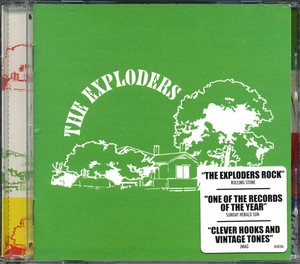 THE EXPLODERS
"THE EXPLODERS ROCK"
ROLLING STONE
"ONE OF THE RECORDS
OF THE YEAR"
SUNDAY HERALD SUN
"CLEVER HOOKS AND
VINTAGE TONES"